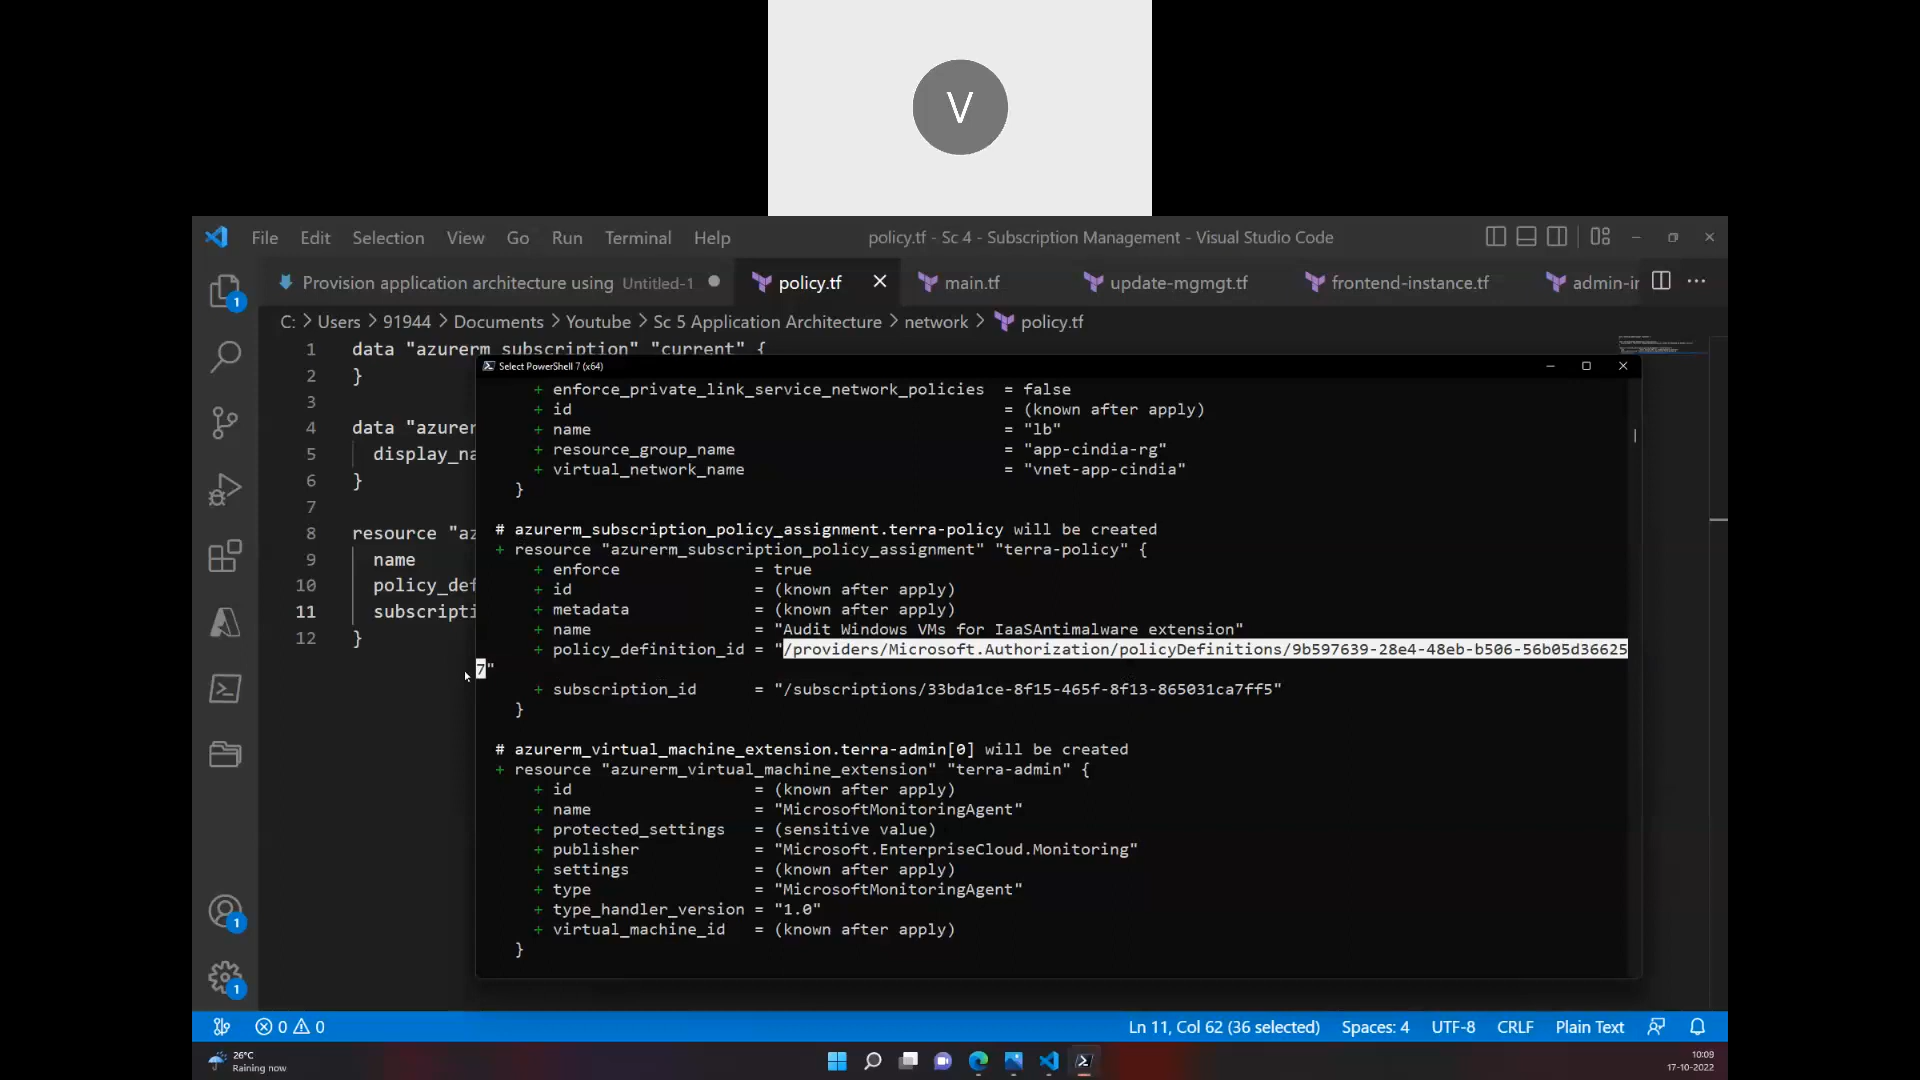 V
File Edit Selection View Go Run Terminal Help policy.tf - Sc 4 - Subscription Management - Visual Studio Code
Provision application architecture using Untitled-1 policy.tf main.tf update-mgmt.tf frontend-instance.tf admin-ir
C: > Users > 91944 > Documents > Youtube > Sc 5 Application Architecture > network > policy.tf
1 data "azurerm_subscription" "current" {
2 }
3
4 data "azurer
5 display_na
6 }
7
8 resource "az
9 name
10 policy_def
11 subscripti
12 }
Select PowerShell 7 (x64)
+ enforce_private_link_service_network_policies = false
+ id = (known after apply)
+ name = "lb"
+ resource_group_name = "app-cindia-rg"
+ virtual_network_name = "vnet-app-cindia"
}
# azurerm_subscription_policy_assignment.terra-policy will be created
+ resource "azurerm_subscription_policy_assignment" "terra-policy" {
+ enforce = true
+ id = (known after apply)
+ metadata = (known after apply)
+ name = "Audit Windows VMs for IaaSAntimalware extension"
+ policy_definition_id = "/providers/Microsoft.Authorization/policyDefinitions/9b597639-28e4-48eb-b506-56b05d36625
7"
+ subscription_id = "/subscriptions/33bda1ce-8f15-465f-8f13-865031ca7ff5"
}
# azurerm_virtual_machine_extension.terra-admin[0] will be created
+ resource "azurerm_virtual_machine_extension" "terra-admin" {
+ id = (known after apply)
+ name = "MicrosoftMonitoringAgent"
+ protected_settings = (sensitive value)
+ publisher = "Microsoft.EnterpriseCloud.Monitoring"
+ settings = (known after apply)
+ type = "MicrosoftMonitoringAgent"
+ type_handler_version = "1.0"
+ virtual_machine_id = (known after apply)
}
1
1
1
0 0 Ln 11, Col 62 (36 selected) Spaces: 4 UTF-8 CRLF Plain Text
26°C
Raining now
10:09
17-10-2022